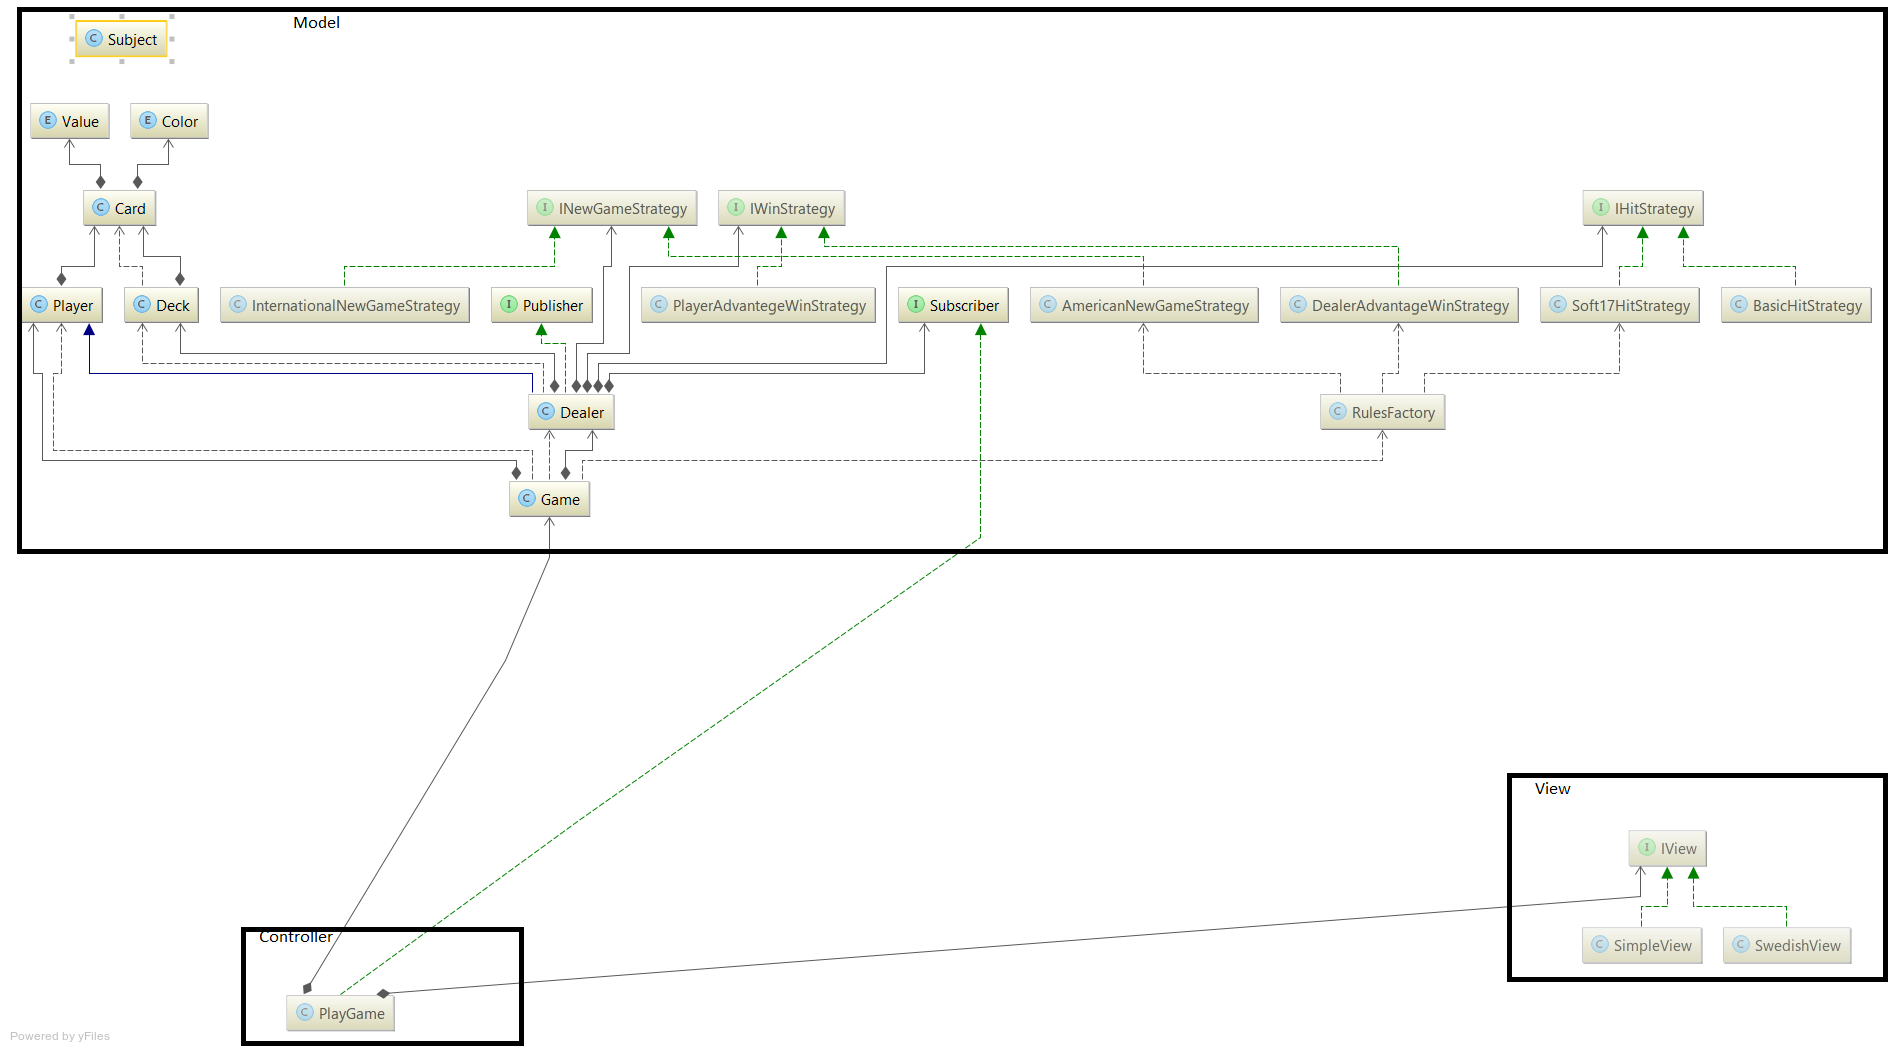 Model
C Subject
E Value
E Color
C Card
I INewGameStrategy
I IWinStrategy
I IHitStrategy
C Player
C Deck
C InternationalNewGameStrategy
I Publisher
C PlayerAdvantegeWinStrategy
I Subscriber
C AmericanNewGameStrategy
C DealerAdvantageWinStrategy
C Soft17HitStrategy
C BasicHitStrategy
C Dealer
C RulesFactory
C Game
View
I IView
C SimpleView
C SwedishView
Controller
C PlayGame
Powered by yFiles